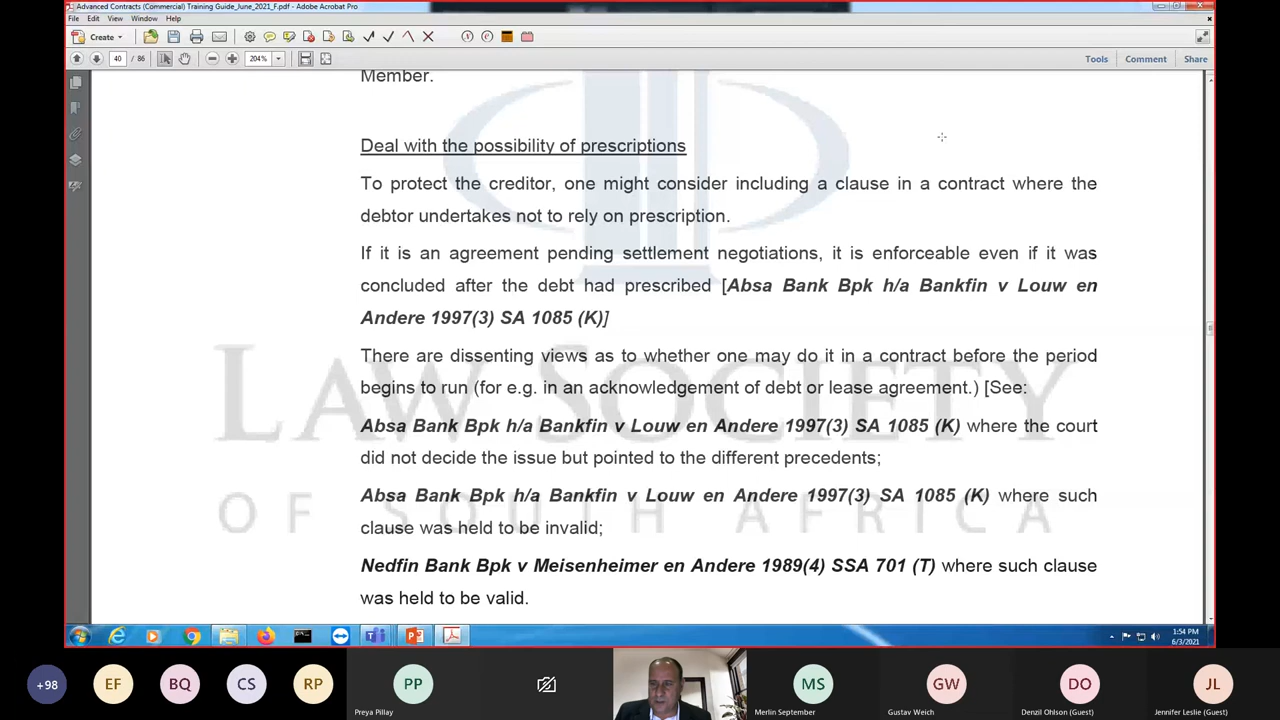 Advanced Contracts (Commercial) Training Guide_June_2021_F.pdf - Adobe Acrobat Pro
File Edit View Window Help
Create
40 / 86 204%
Tools Comment Share
Member.
Deal with the possibility of prescriptions
To protect the creditor, one might consider including a clause in a contract where the
debtor undertakes not to rely on prescription.
If it is an agreement pending settlement negotiations, it is enforceable even if it was
concluded after the debt had prescribed [Absa Bank Bpk h/a Bankfin v Louw en
Andere 1997(3) SA 1085 (K)]
There are dissenting views as to whether one may do it in a contract before the period
begins to run (for e.g. in an acknowledgement of debt or lease agreement.) [See:
Absa Bank Bpk h/a Bankfin v Louw en Andere 1997(3) SA 1085 (K) where the court
did not decide the issue but pointed to the different precedents;
Absa Bank Bpk h/a Bankfin v Louw en Andere 1997(3) SA 1085 (K) where such
clause was held to be invalid;
Nedfin Bank Bpk v Meisenheimer en Andere 1989(4) SSA 701 (T) where such clause
was held to be valid.
LAW SOCIETY
OF SOUTH AFRICA
1:54 PM
6/3/2021
+98 EF BQ CS RP PP MS GW DO JL
Preya Pillay Merlin September Gustav Weich Denzil Ohlson (Guest) Jennifer Leslie (Guest)